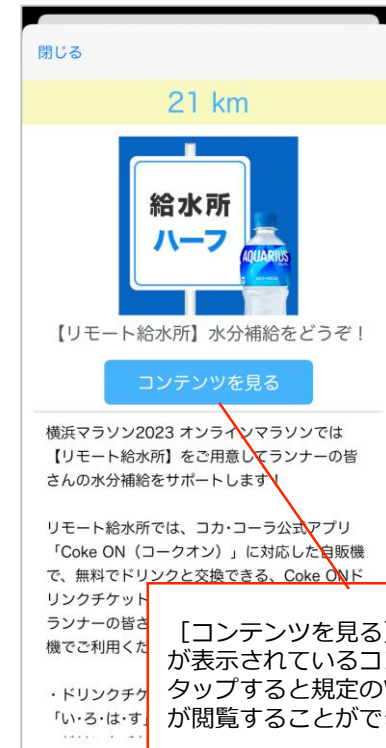 閉じる
21 km
給水所
ハーフ
AQUARIUS
【リモート給水所】水分補給をどうぞ！
コンテンツを見る
横浜マラソン2023 オンラインマラソンでは
【リモート給水所】をご用意してランナーの皆
さんの水分補給をサポートします！
リモート給水所では、コカ･コーラ公式アプリ
「Coke ON（コークオン）」に対応した自販機
で、無料でドリンクと交換できる、Coke ONド
リンクチケット
ランナーの皆さ
機でご利用くだ
・ドリンクチケ
「い･ろ･は･す」
［コンテンツを見る］
が表示されているコ
タップすると規定の
が閲覧することがで